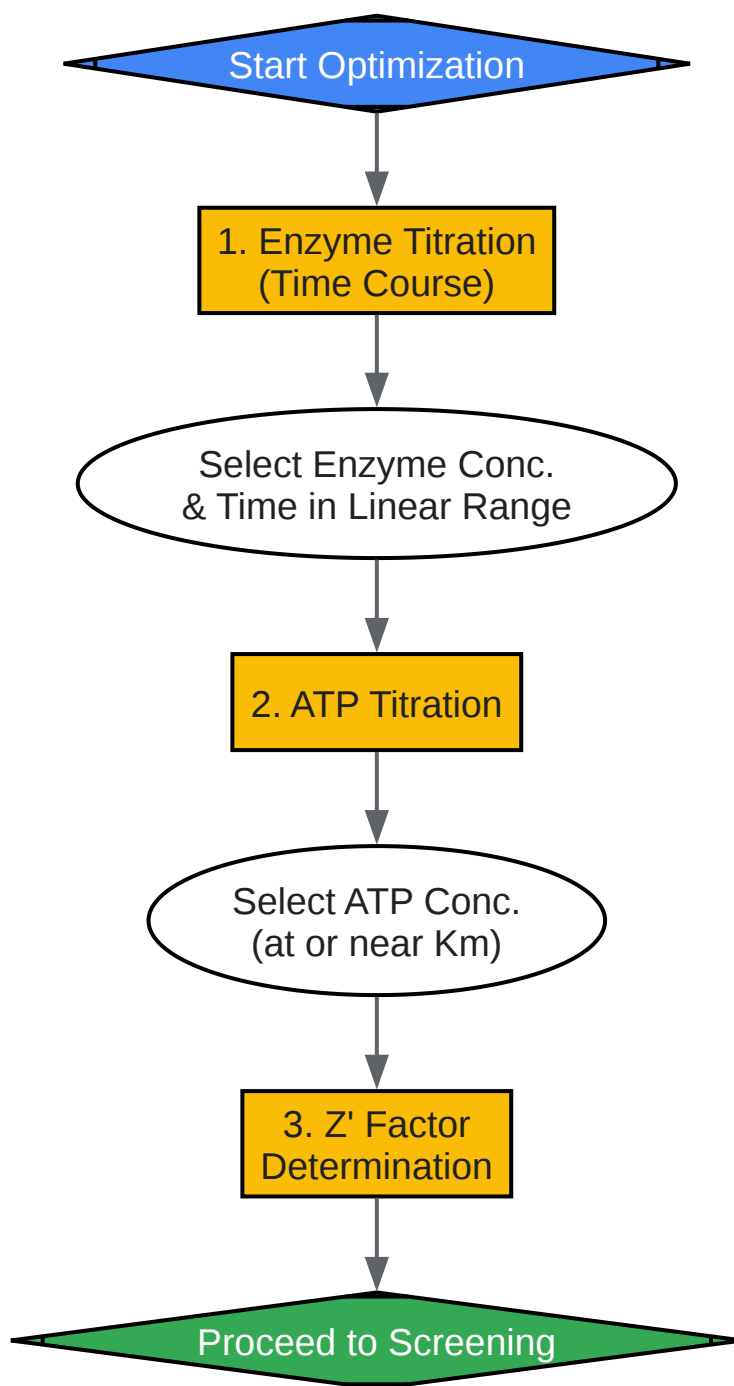 Start Optimization
1. Enzyme Titration
(Time Course)
Select Enzyme Conc.
& Time in Linear Range
2. ATP Titration
Select ATP Conc.
(at or near Km)
3. Z' Factor
Determination
Proceed to Screening